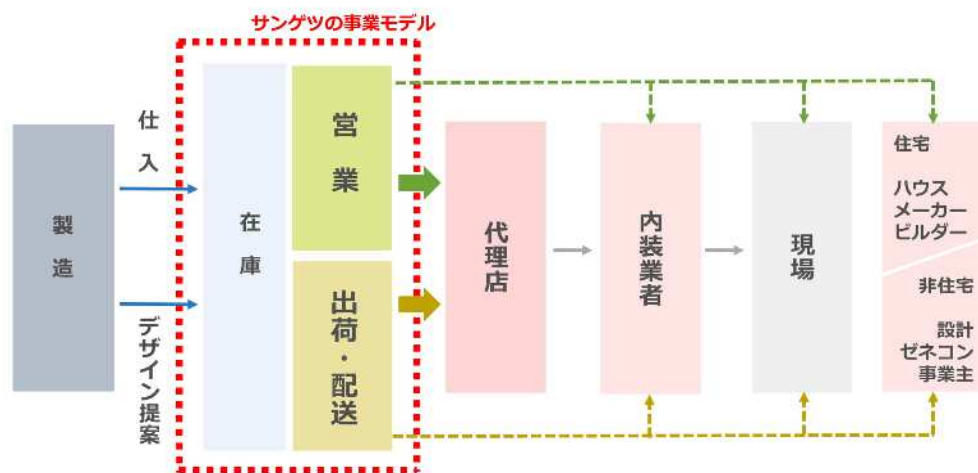 サンゲツの事業モデル
製造
仕入
デザイン提案
在庫
営業
出荷・配送
代理店
内装業者
現場
住宅
ハウス
メーカー
ビルダー
非住宅
設計
ゼネコン
事業主